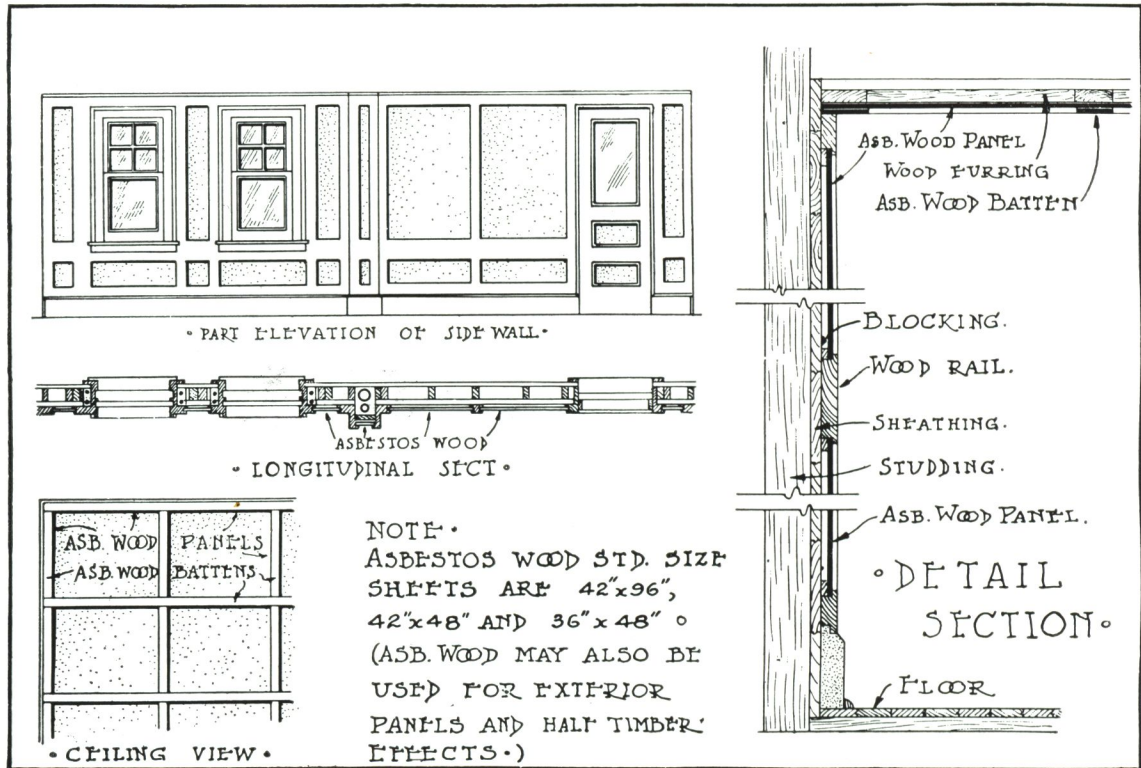 • PART ELEVATION OF SIDE WALL •
ASBESTOS WOOD
• LONGITUDINAL SECT •
ASB. WOOD PANELS
ASB. WOOD BATTENS
• CEILING VIEW •
NOTE •
ASBESTOS WOOD STD. SIZE
SHEETS ARE 42"x96",
42"x48" AND 36"x48" o
(ASB. WOOD MAY ALSO BE
USED FOR EXTERIOR
PANELS AND HALF TIMBER
EFFECTS •)
ASB. WOOD PANEL
WOOD FURRING
ASB. WOOD BATTEN
BLOCKING.
WOOD RAIL.
SHEATHING.
STUDDING.
ASB. WOOD PANEL.
• DETAIL
SECTION •
FLOOR